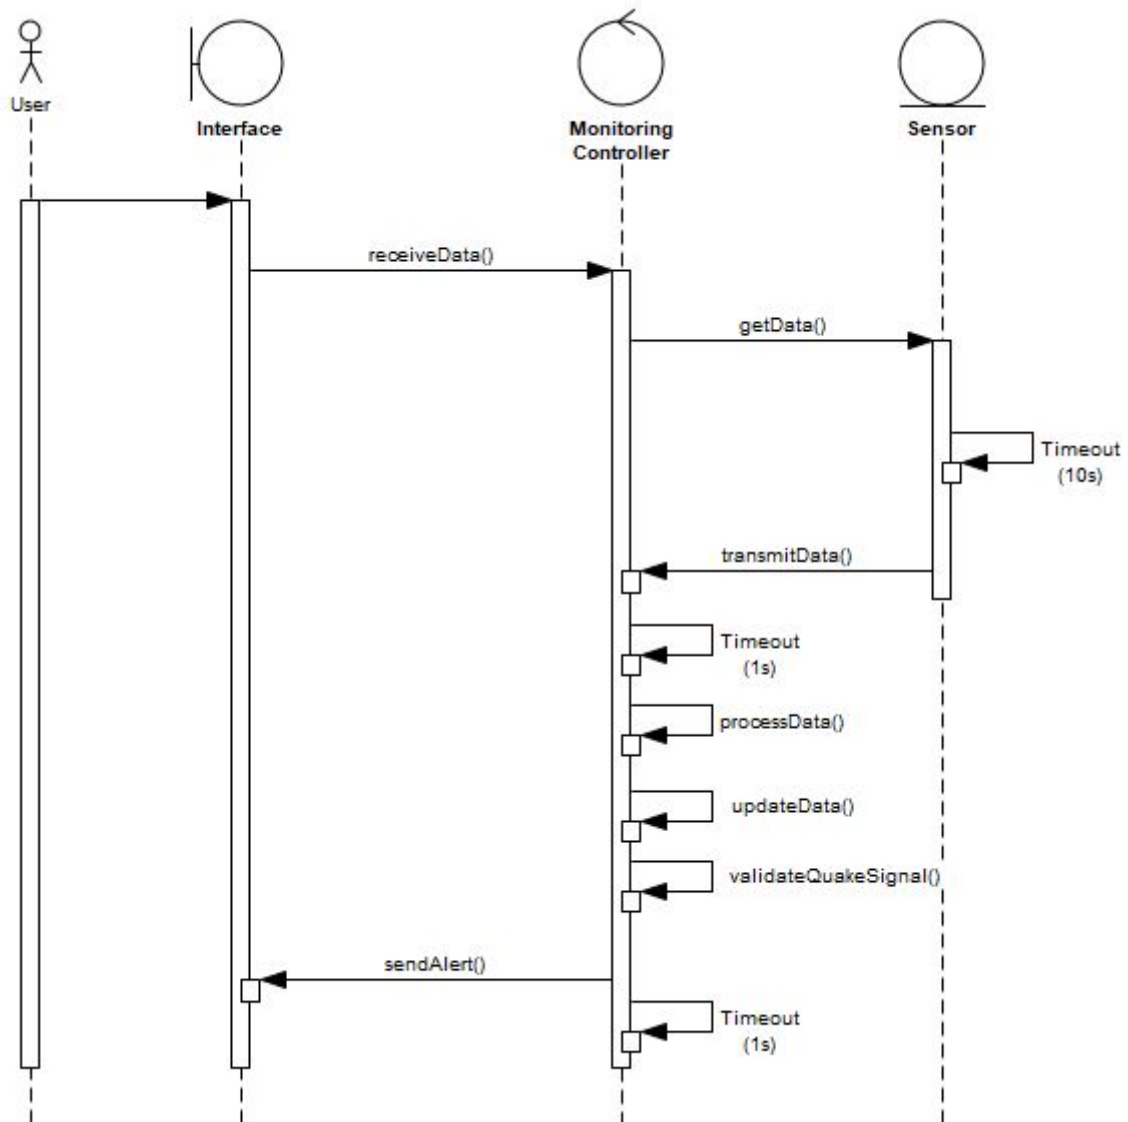 User
Interface
Monitoring
Controller
Sensor
receiveData()
getData()
Timeout
(10s)
transmitData()
Timeout
(1s)
processData()
updateData()
validateQuakeSignal()
sendAlert()
Timeout
(1s)